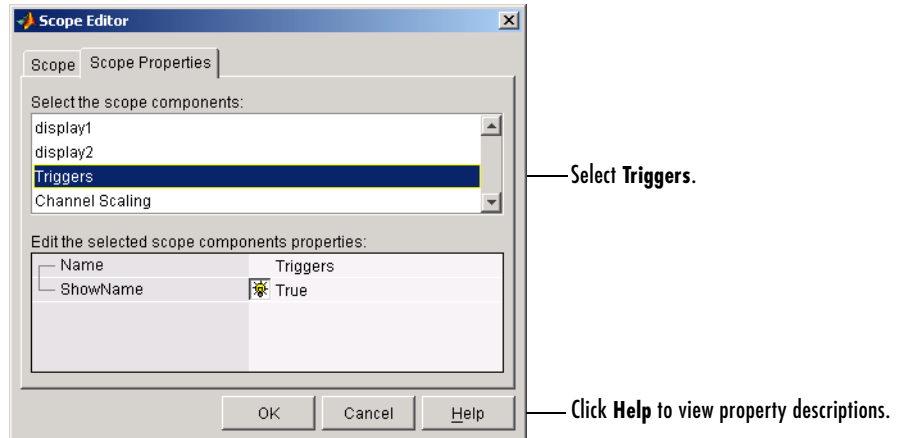 Scope Editor
Scope Scope Properties
Select the scope components:
display1
display2
Triggers
Select Triggers.
Channel Scaling
Edit the selected scope components properties:
Name Triggers
ShowName True
OK Cancel Help
Click Help to view property descriptions.